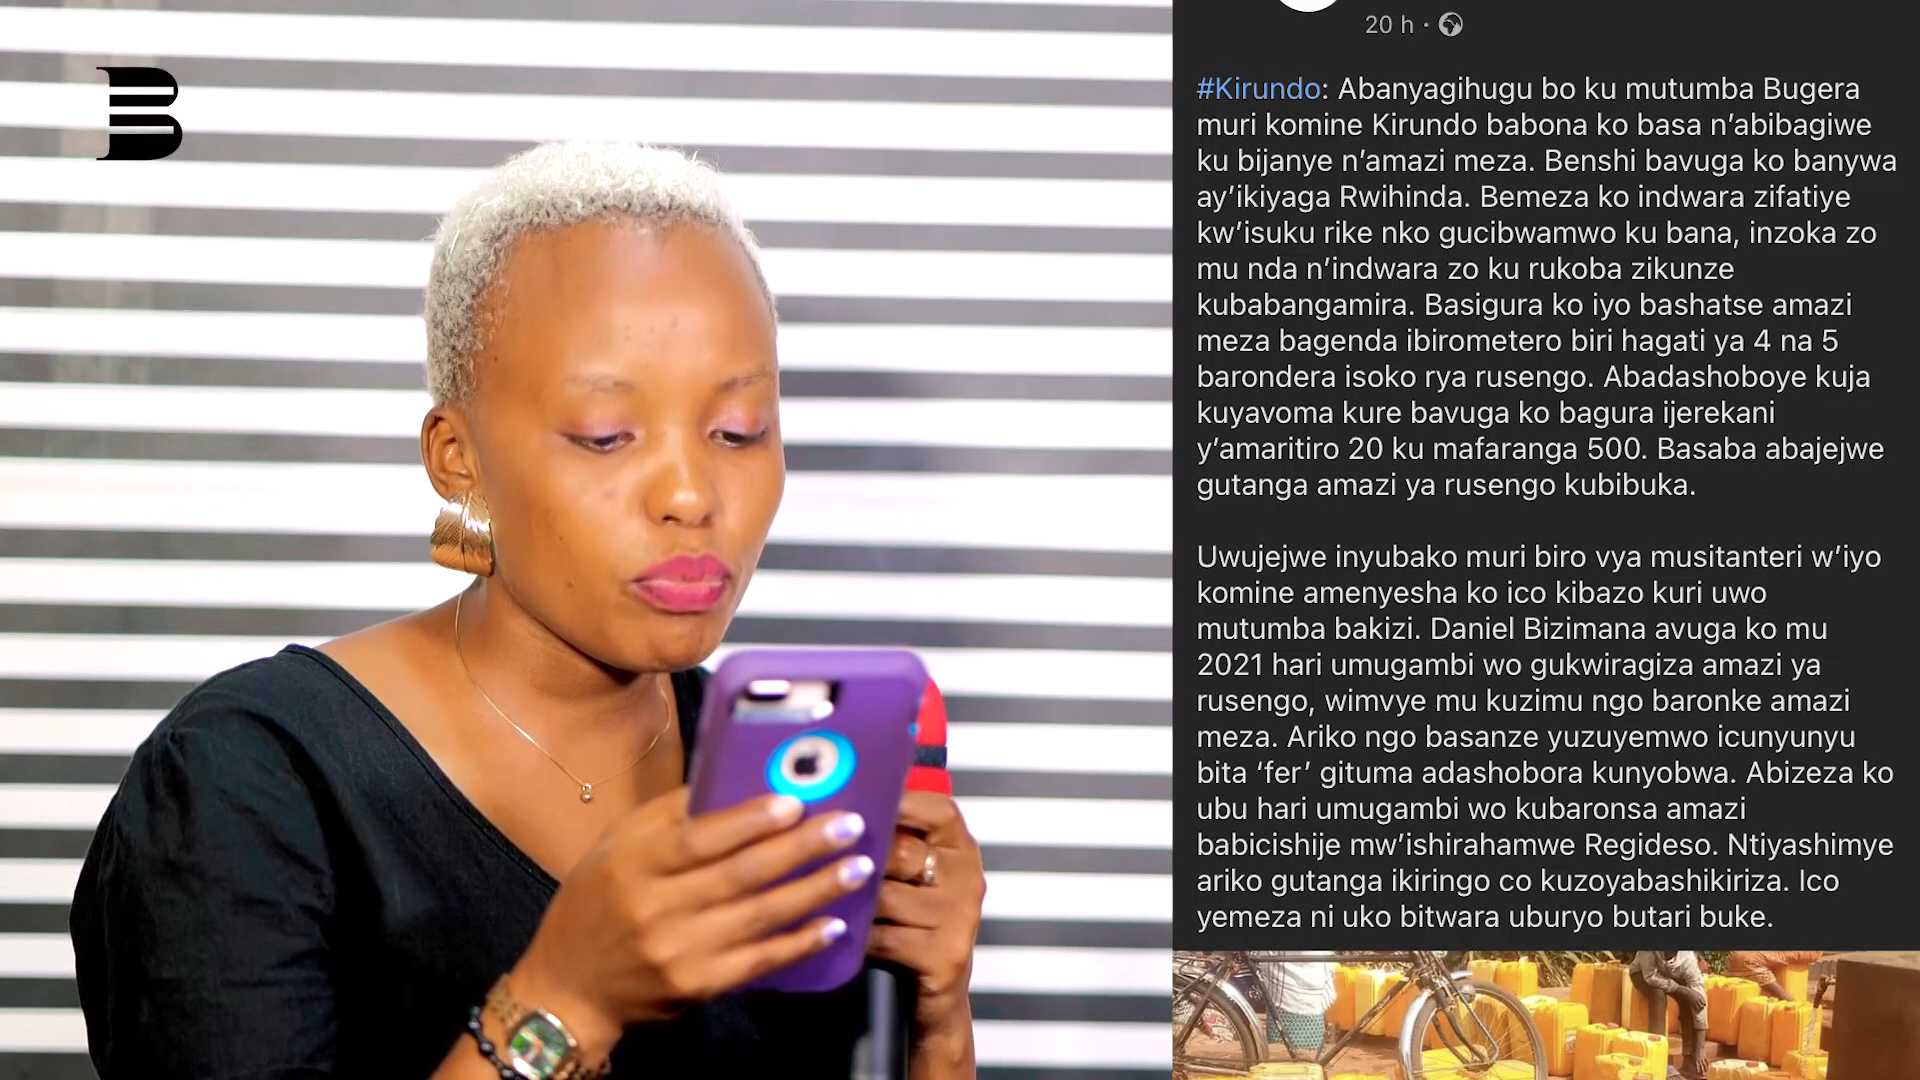 B
20 h ·
#Kirundo: Abanyagihugu bo ku mutumba Bugera
muri komine Kirundo babona ko basa n’abibagiwe
ku bijanye n’amazi meza. Benshi bavuga ko banywa
ay’ikiyaga Rwihinda. Bemeza ko indwara zifatiye
kw’isuku rike nko gucibwamwo ku bana, inzoka zo
mu nda n’indwara zo ku rukoba zikunze
kubabangamira. Basigura ko iyo bashatse amazi
meza bagenda ibirometero biri hagati ya 4 na 5
barondera isoko rya rusengo. Abadashoboye kuja
kuyavoma kure bavuga ko bagura ijerekani
y’amaritiro 20 ku mafaranga 500. Basaba abajejwe
gutanga amazi ya rusengo kubibuka.
Uwujejwe inyubako muri biro vya musitanteri w’iyo
komine amenyesha ko ico kibazo kuri uwo
mutumba bakizi. Daniel Bizimana avuga ko mu
2021 hari umugambi wo gukwiragiza amazi ya
rusengo, wimvye mu kuzimu ngo baronke amazi
meza. Ariko ngo basanze yuzuyemwo icunyunyu
bita ‘fer’ gituma adashobora kunyobwa. Abizeza ko
ubu hari umugambi wo kubaronsa amazi
babicishije mw’ishirahamwe Regideso. Ntiyashimye
ariko gutanga ikiringo co kuzoyabashikiriza. Ico
yemeza ni uko bitwara uburyo butari buke.